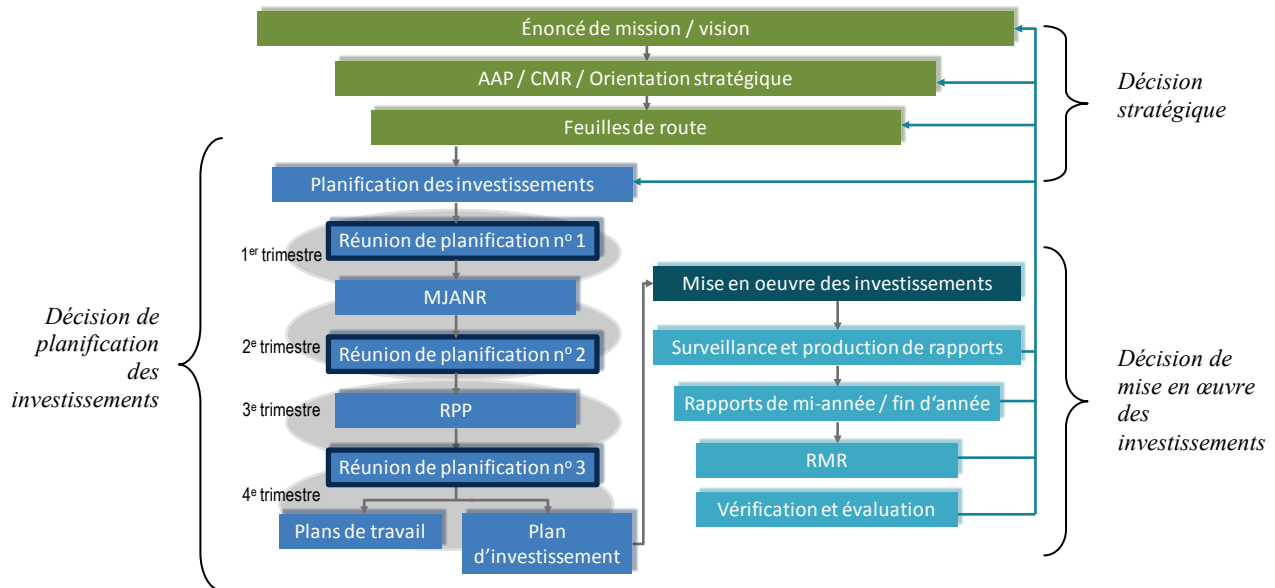 Énoncé de mission / vision
AAP / CMR / Orientation stratégique
Feuilles de route
Planification des investissements
Décision
stratégique
1er trimestre
Réunion de planification no 1
MJANR
2e trimestre
Réunion de planification no 2
3e trimestre
RPP
Réunion de planification no 3
4e trimestre
Plans de travail
Plan
d’investissement
Décision de
planification
des
investissements
Mise en oeuvre des investissements
Surveillance et production de rapports
Rapports de mi-année / fin d‘année
RMR
Vérification et évaluation
Décision de
mise en œuvre
des
investissements